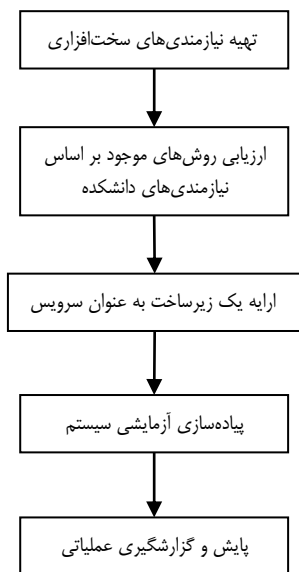 تهیه نیازمندی‌های سخت‌افزاری
ارزیابی روش‌های موجود بر اساس
نیازمندی‌های دانشکده
ارایه یک زیرساخت به عنوان سرویس
پیاده‌سازی آزمایشی سیستم
پایش و گزارشگیری عملیاتی